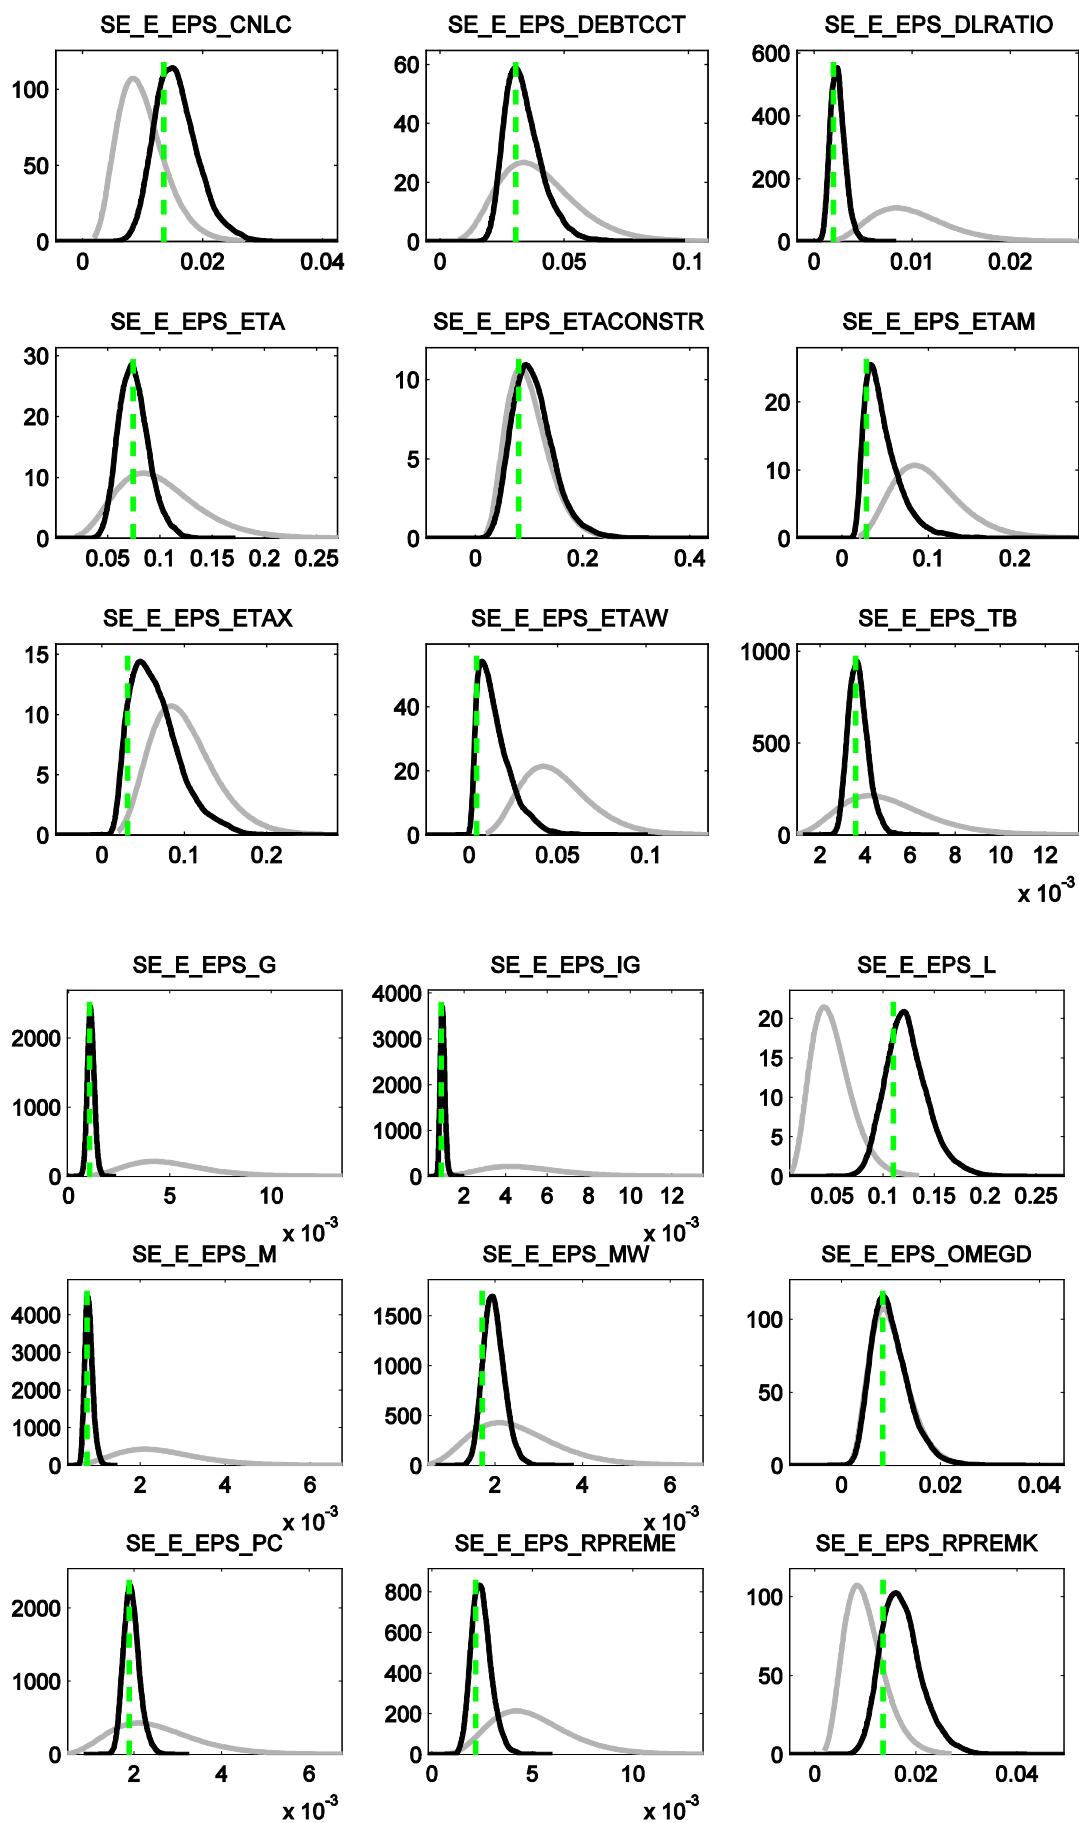 SE_E_EPS_CNLC SE_E_EPS_DEBTCCT SE_E_EPS_DLRATIO
100 50 0 60 40 20 0 600 400 200 0
0 0.02 0.04 0 0.05 0.1 0 0.01 0.02
SE_E_EPS_ETA SE_E_EPS_ETACONSTR SE_E_EPS_ETAM
30 20 10 0 10 5 0 20 10 0
0.05 0.1 0.15 0.2 0.25 0 0.2 0.4 0 0.1 0.2
SE_E_EPS_ETAX SE_E_EPS_ETAW SE_E_EPS_TB
15 10 5 0 40 20 0 1000 500 0
0 0.1 0.2 0 0.05 0.1 2 4 6 8 10 12
x 10-3
SE_E_EPS_G SE_E_EPS_IG SE_E_EPS_L
2000 1000 0 4000 3000 2000 1000 0 20 15 10 5 0
0 5 10 2 4 6 8 10 12 0.05 0.1 0.15 0.2 0.25
x 10-3 x 10-3
SE_E_EPS_M SE_E_EPS_MW SE_E_EPS_OMEGD
4000 3000 2000 1000 0 1500 1000 500 0 100 50 0
2 4 6 2 4 6 0 0.02 0.04
x 10-3 x 10-3
SE_E_EPS_PC SE_E_EPS_RPREME SE_E_EPS_RPREMK
2000 1000 0 800 600 400 200 0 100 50 0
2 4 6 0 5 10 0 0.02 0.04
x 10-3 x 10-3